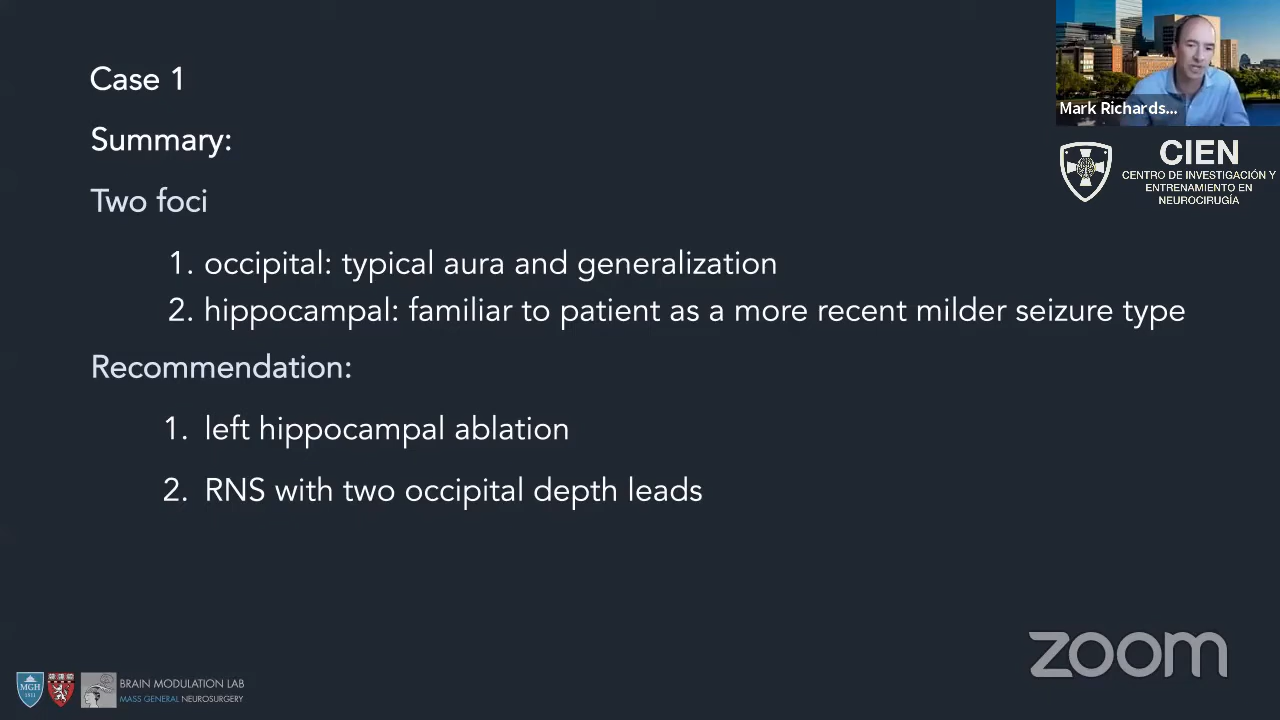 Case 1
Summary:
Two foci
1. occipital: typical aura and generalization
2. hippocampal: familiar to patient as a more recent milder seizure type
Recommendation:
1. left hippocampal ablation
2. RNS with two occipital depth leads
Mark Richards...
CIEN
CENTRO DE INVESTIGACIÓN Y
ENTRENAMIENTO EN
NEUROCIRUGÍA
zoom
MGH
1811
BRAIN MODULATION LAB
MASS GENERAL NEUROSURGERY